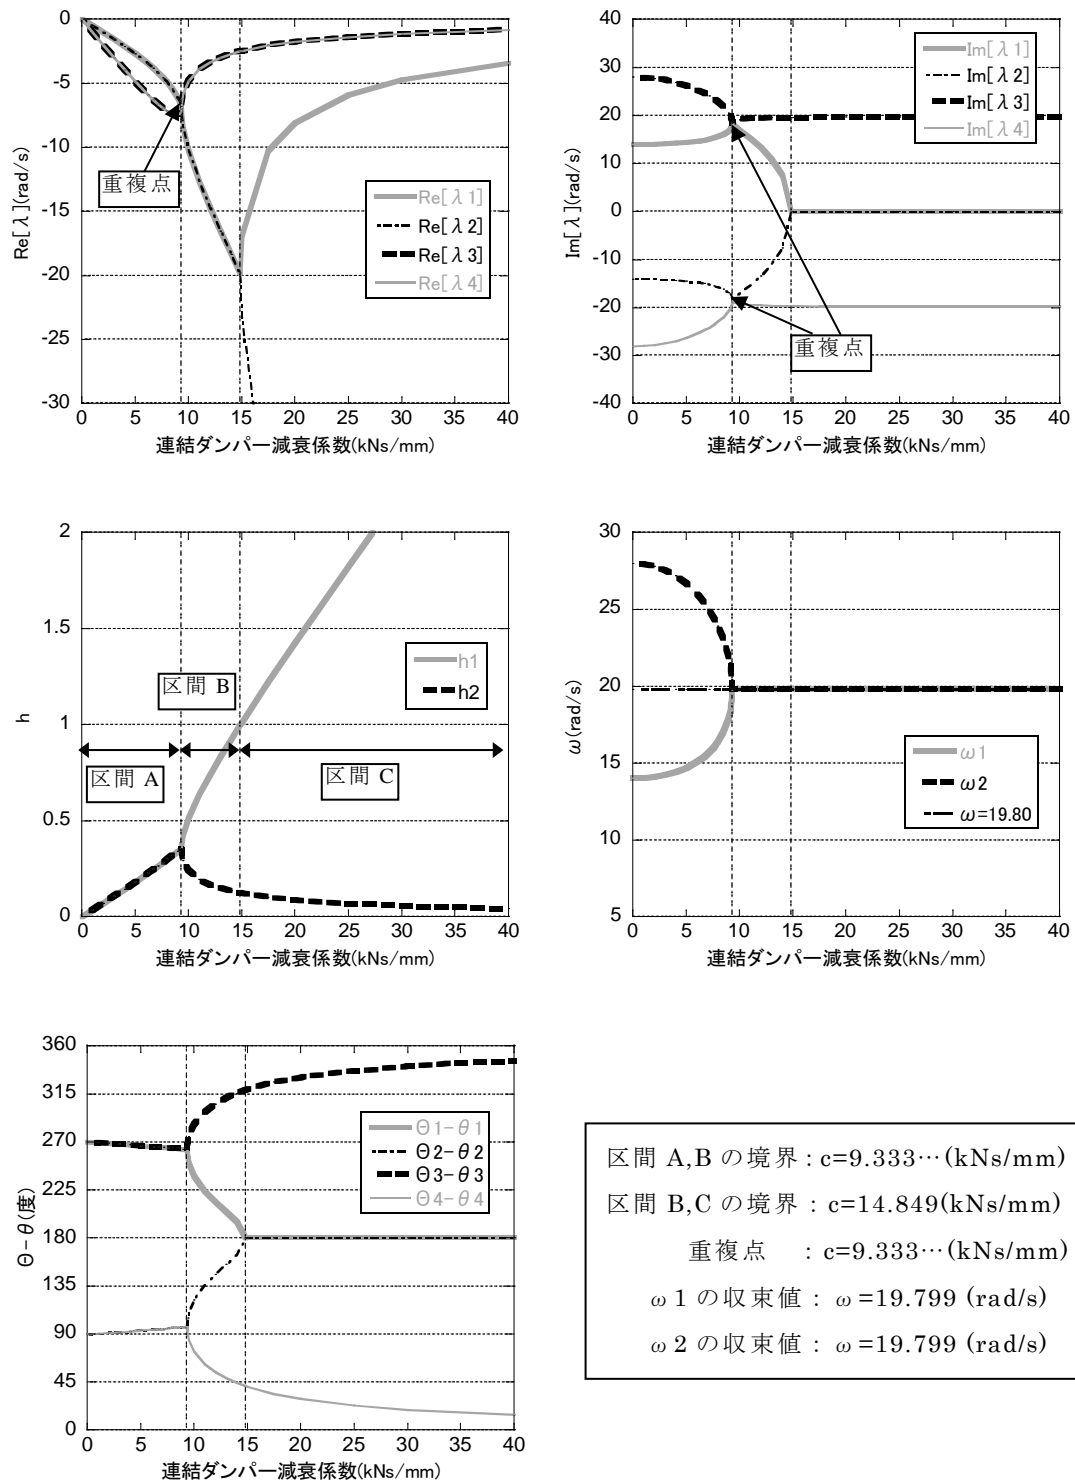 0
-5
-10
-15
-20
-25
-30
Re[λ](rad/s)
重複点
Re[λ1]
Re[λ2]
Re[λ3]
Re[λ4]
0 5 10 15 20 25 30 35 40
連結ダンパー減衰係数(kNs/mm)
40
30
20
10
0
-10
-20
-30
-40
Im[λ](rad/s)
Im[λ1]
Im[λ2]
Im[λ3]
Im[λ4]
重複点
0 5 10 15 20 25 30 35 40
連結ダンパー減衰係数(kNs/mm)
2
1.5
1
0.5
0
h
h1
h2
区間 B
区間 A
区間 C
0 5 10 15 20 25 30 35 40
連結ダンパー減衰係数(kNs/mm)
30
25
20
15
10
5
ω(rad/s)
ω1
ω2
ω=19.80
0 5 10 15 20 25 30 35 40
連結ダンパー減衰係数(kNs/mm)
360
315
270
225
180
135
90
45
0
Θ-θ(度)
Θ1-θ1
Θ2-θ2
Θ3-θ3
Θ4-θ4
0 5 10 15 20 25 30 35 40
連結ダンパー減衰係数(kNs/mm)
区間 A,B の境界：c=9.333…(kNs/mm)
区間 B,C の境界：c=14.849(kNs/mm)
重複点 ：c=9.333…(kNs/mm)
ω1 の収束値：ω=19.799 (rad/s)
ω2 の収束値：ω=19.799 (rad/s)